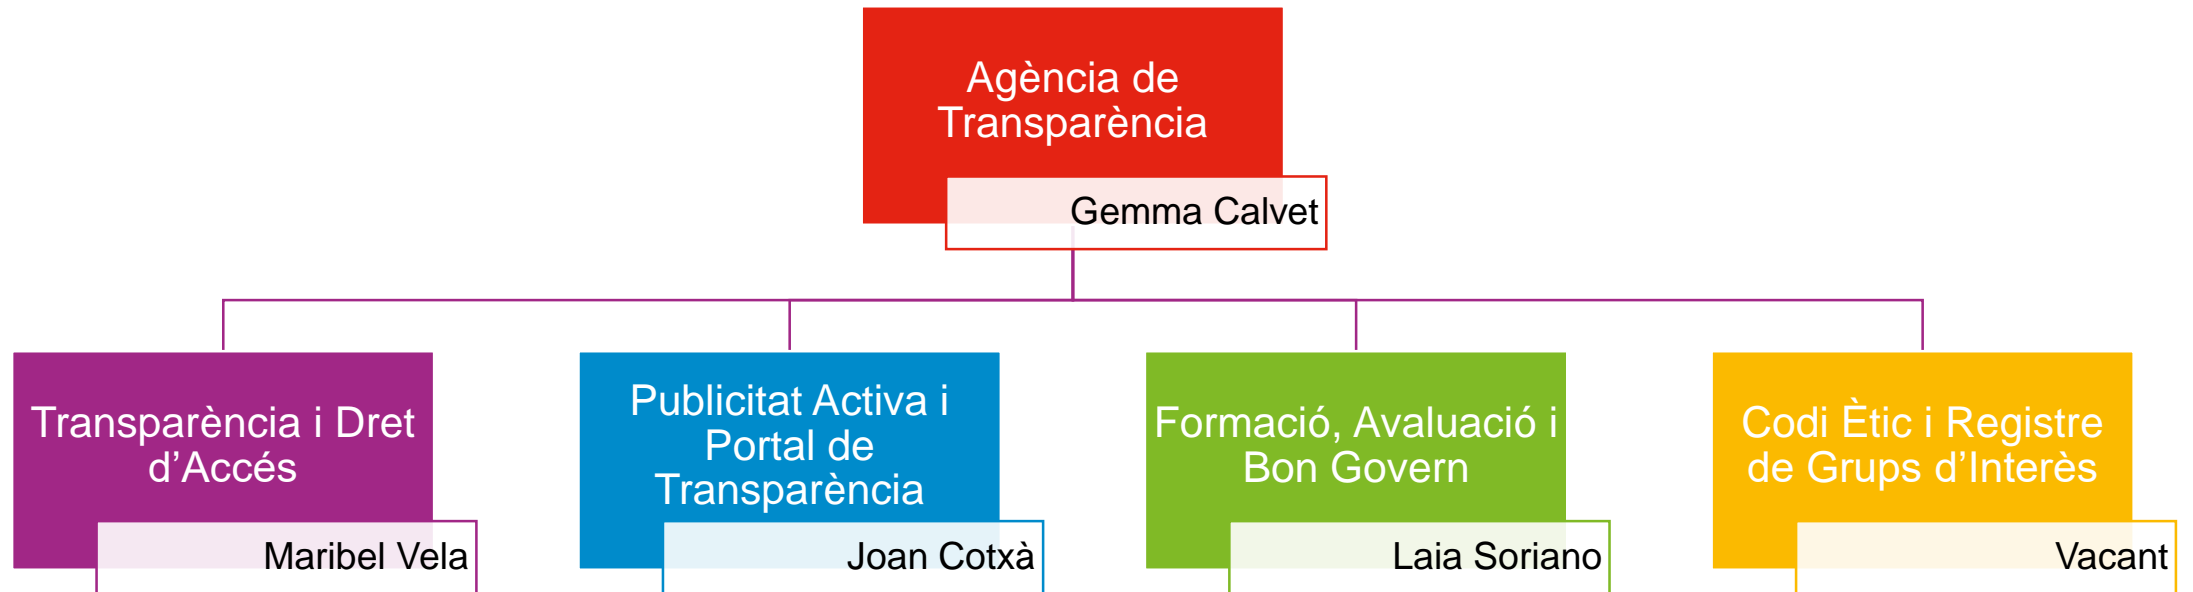 Agència de
Transparència
Gemma Calvet
Transparència i Dret
d’Accés
Maribel Vela
Publicitat Activa i
Portal de
Transparència
Joan Cotxà
Formació, Avaluació i
Bon Govern
Laia Soriano
Codi Ètic i Registre
de Grups d’Interès
Vacant